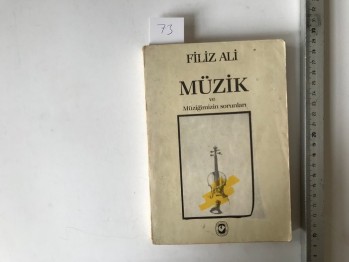 73
FİLİZ ALİ
MÜZİK
ve
Müziğimizin sorunları